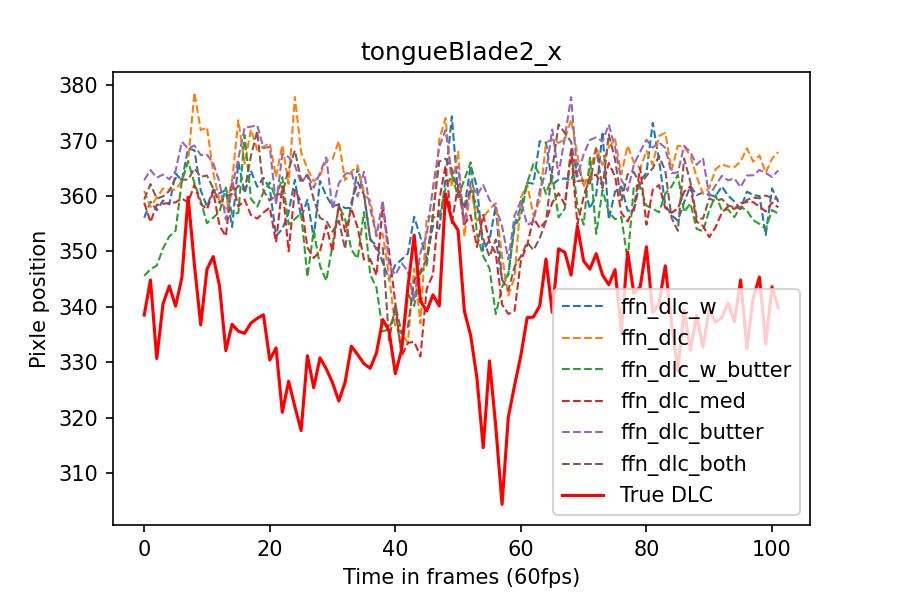 tongueBlade2_x
Pixle position
380
370
360
350
340
330
320
310
0 20 40 60 80 100
Time in frames (60fps)
ffn_dlc_w
ffn_dlc
ffn_dlc_w_butter
ffn_dlc_med
ffn_dlc_butter
ffn_dlc_both
True DLC